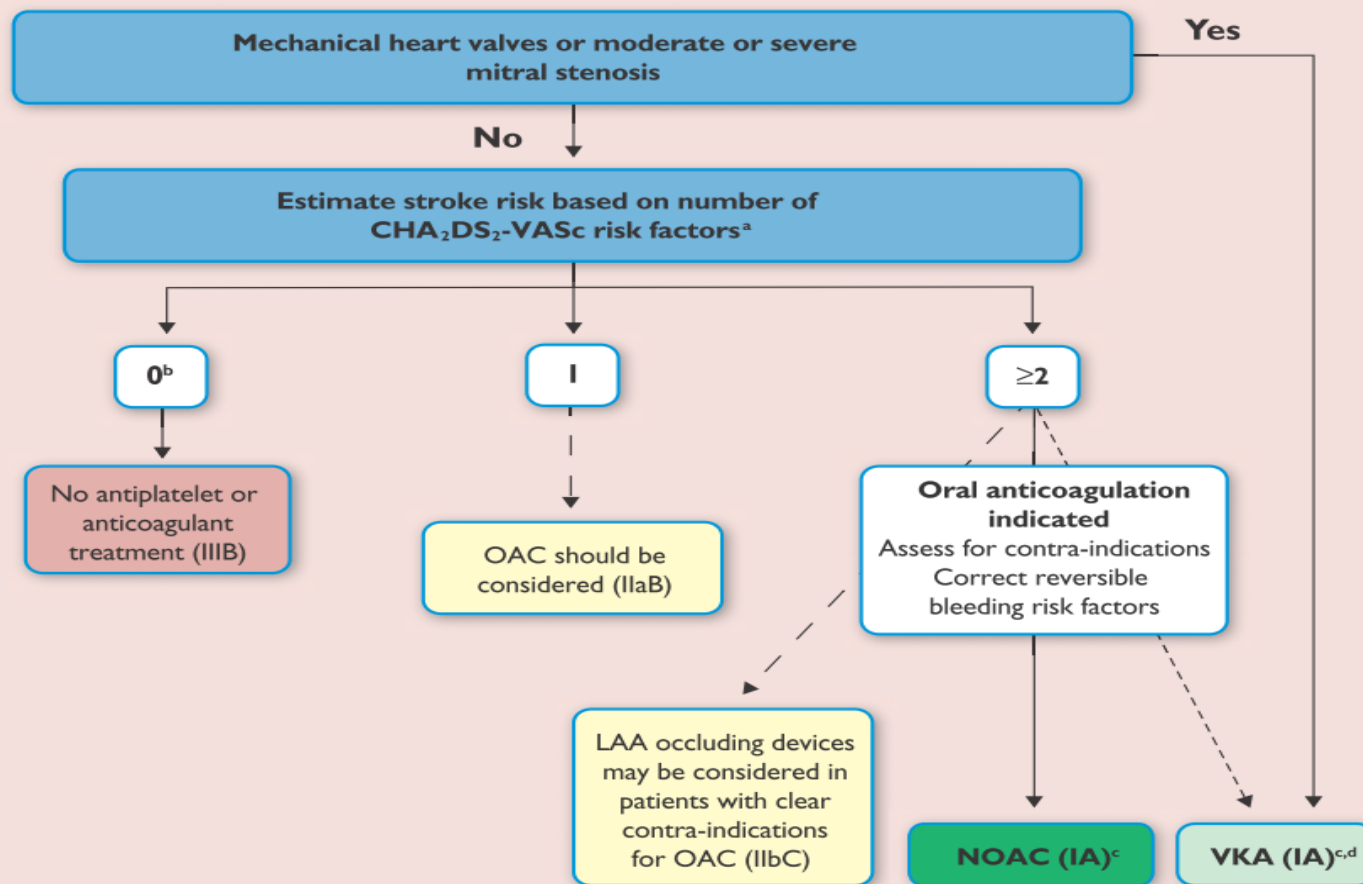 Mechanical heart valves or moderate or severe
mitral stenosis
Yes
No
Estimate stroke risk based on number of
CHA₂DS₂-VASc risk factorsᵃ
0ᵇ
1
≥2
No antiplatelet or
anticoagulant
treatment (IIIB)
OAC should be
considered (IIaB)
Oral anticoagulation
indicated
Assess for contra-indications
Correct reversible
bleeding risk factors
LAA occluding devices
may be considered in
patients with clear
contra-indications
for OAC (IIbC)
NOAC (IA)ᶜ
VKA (IA)ᶜ,ᵈ